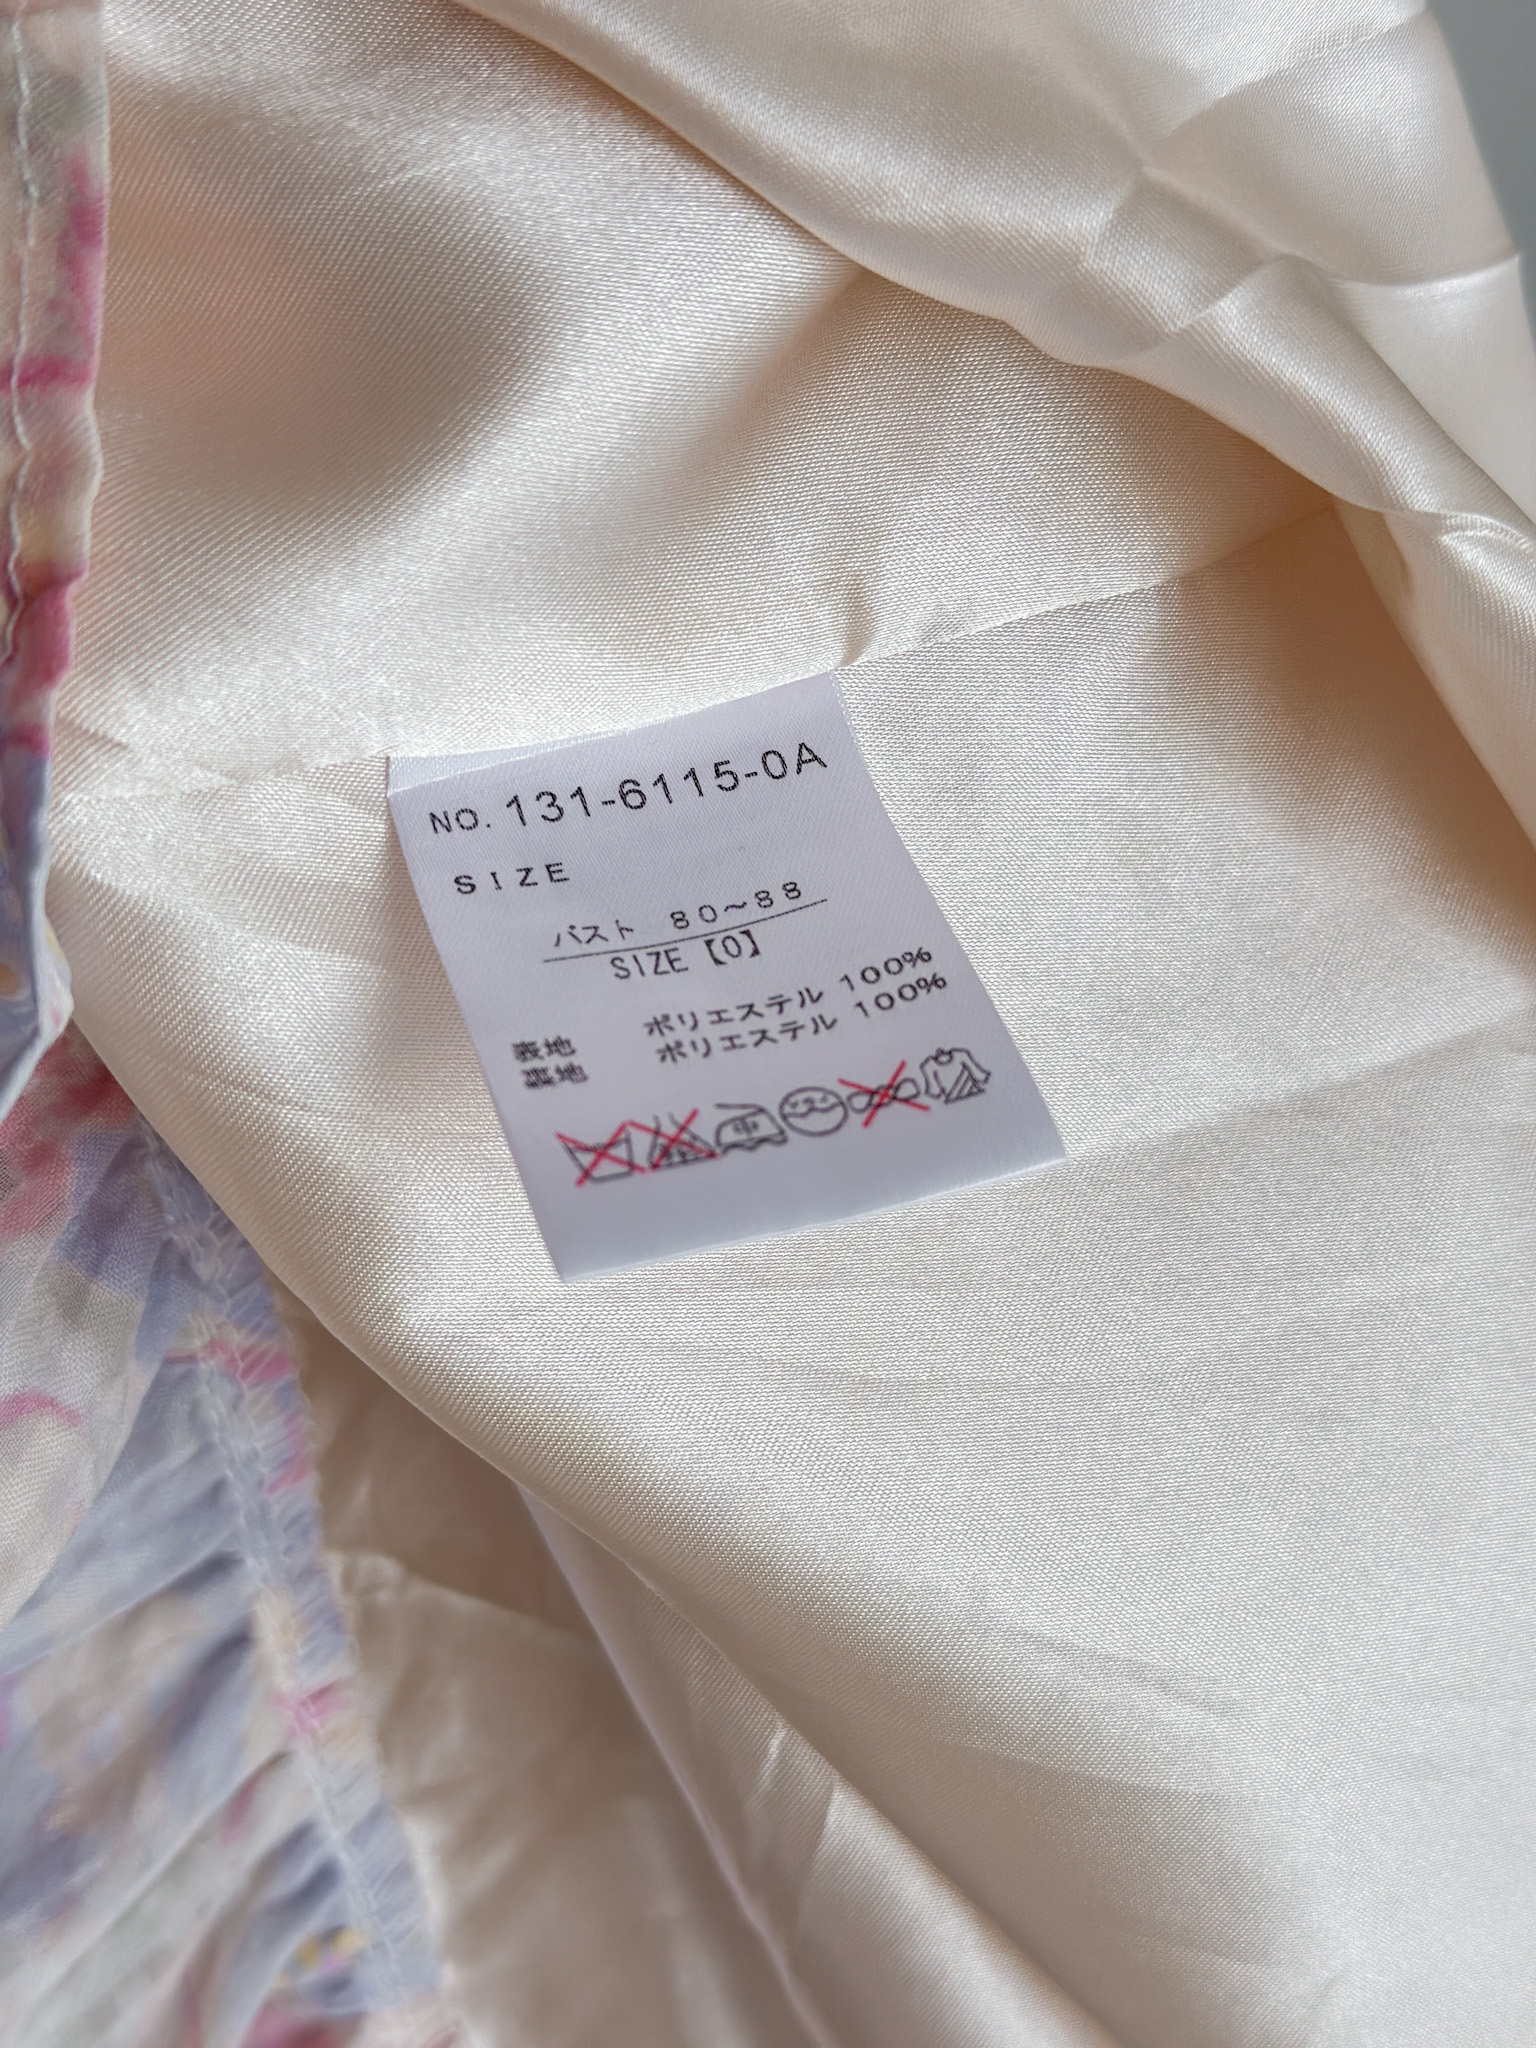 NO. 131-6115-0A
SIZE
バスト 80~88
SIZE【0】
表地 ポリエステル 100%
裏地 ポリエステル 100%
中